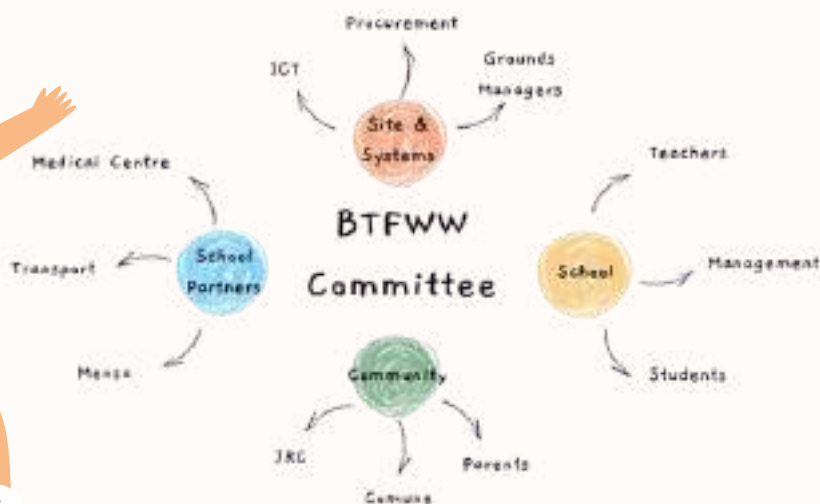 Procurement
ICT
Grounds
Managers
Site &
Systems
Medical Centre
Teachers
BTFWW
Committee
School
Partners
Transport
School
Management
Mensa
Community
Students
JRC
Parents
Comune